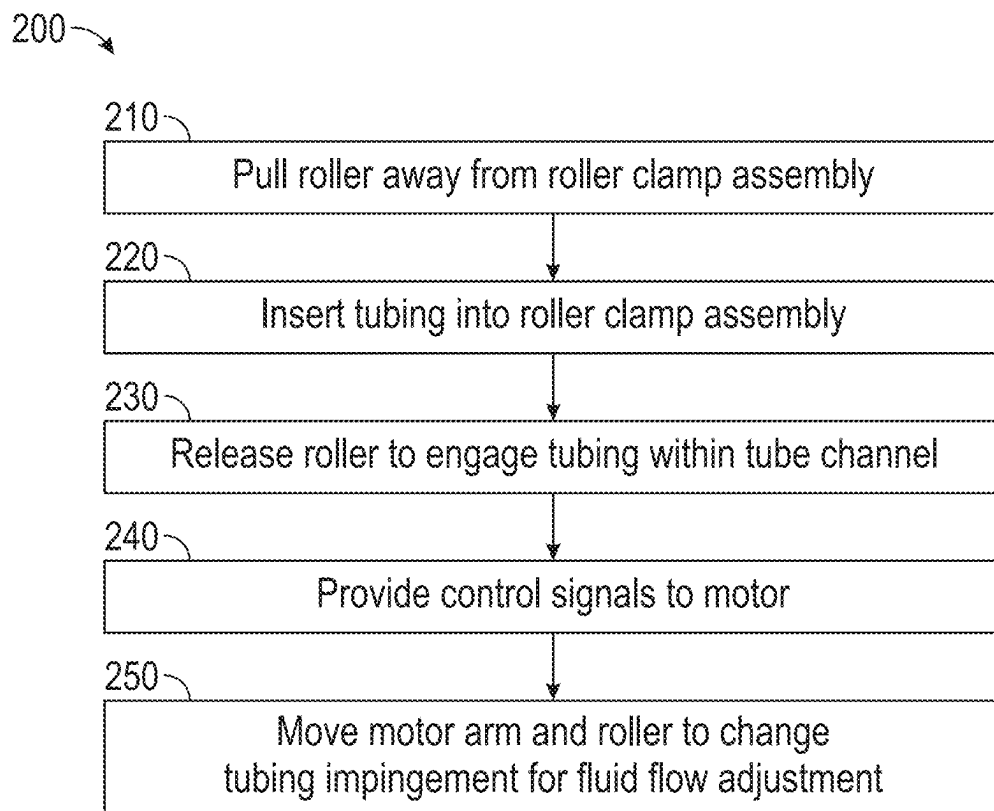 200
210
Pull roller away from roller clamp assembly
220
Insert tubing into roller clamp assembly
230
Release roller to engage tubing within tube channel
240
Provide control signals to motor
250
Move motor arm and roller to change
tubing impingement for fluid flow adjustment